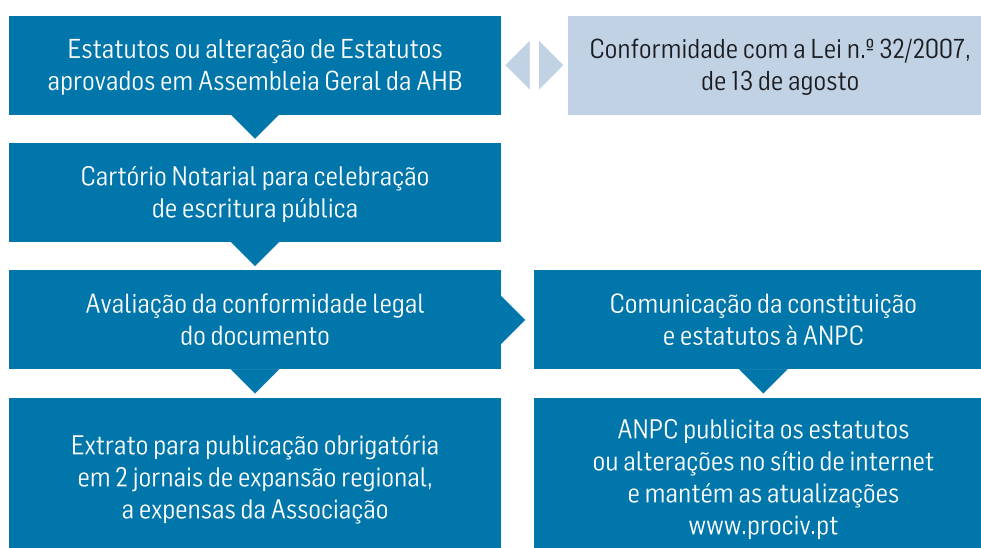 Estatutos ou alteração de Estatutos
aprovados em Assembleia Geral da AHB
Conformidade com a Lei n.º 32/2007,
de 13 de agosto
Cartório Notarial para celebração
de escritura pública
Avaliação da conformidade legal
do documento
Comunicação da constituição
e estatutos à ANPC
Extrato para publicação obrigatória
em 2 jornais de expansão regional,
a expensas da Associação
ANPC publicita os estatutos
ou alterações no sítio de internet
e mantém as atualizações
www.prociv.pt